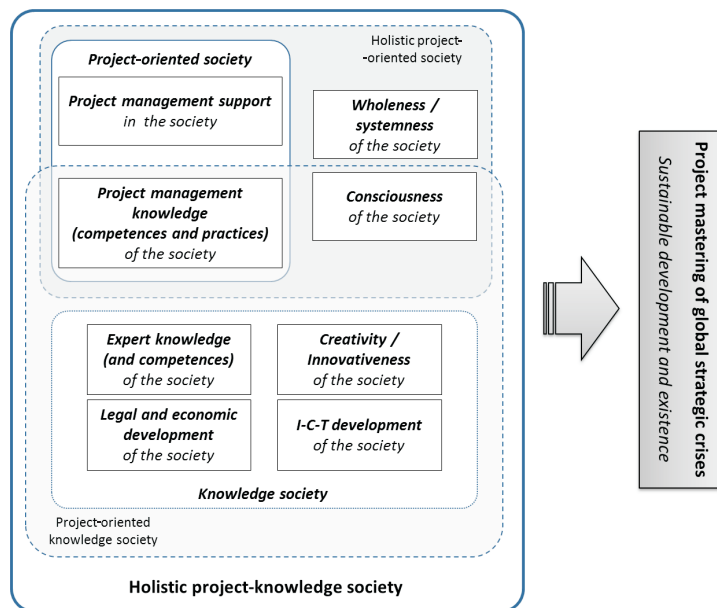 Holistic project-
-oriented society
Project-oriented society
Project management support
in the society
Wholeness /
systemness
of the society
Project management
knowledge
(competences and practices)
of the society
Consciousness
of the society
Expert knowledge
(and competences)
of the society
Creativity /
Innovativeness
of the society
Legal and economic
development
of the society
I-C-T development
of the society
Knowledge society
Project-oriented
knowledge society
Holistic project-knowledge society
Project mastering of global strategic crises
Sustainable development and existence